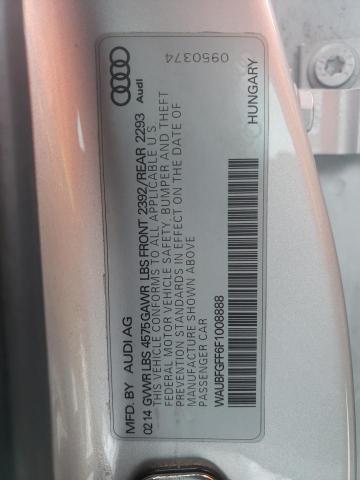 Audi
0950374
MFD. BY AUDI AG
02 14 GVWR LBS 4575 GAWR LBS FRONT 2392/REAR 2293
THIS VEHICLE CONFORMS TO ALL APPLICABLE U S
FEDERAL MOTOR VEHICLE SAFETY, BUMPER AND THEFT
PREVENTION STANDARDS IN EFFECT ON THE DATE OF
MANUFACTURE SHOWN ABOVE
PASSENGER CAR
WAUBFGFF6F1008888
HUNGARY